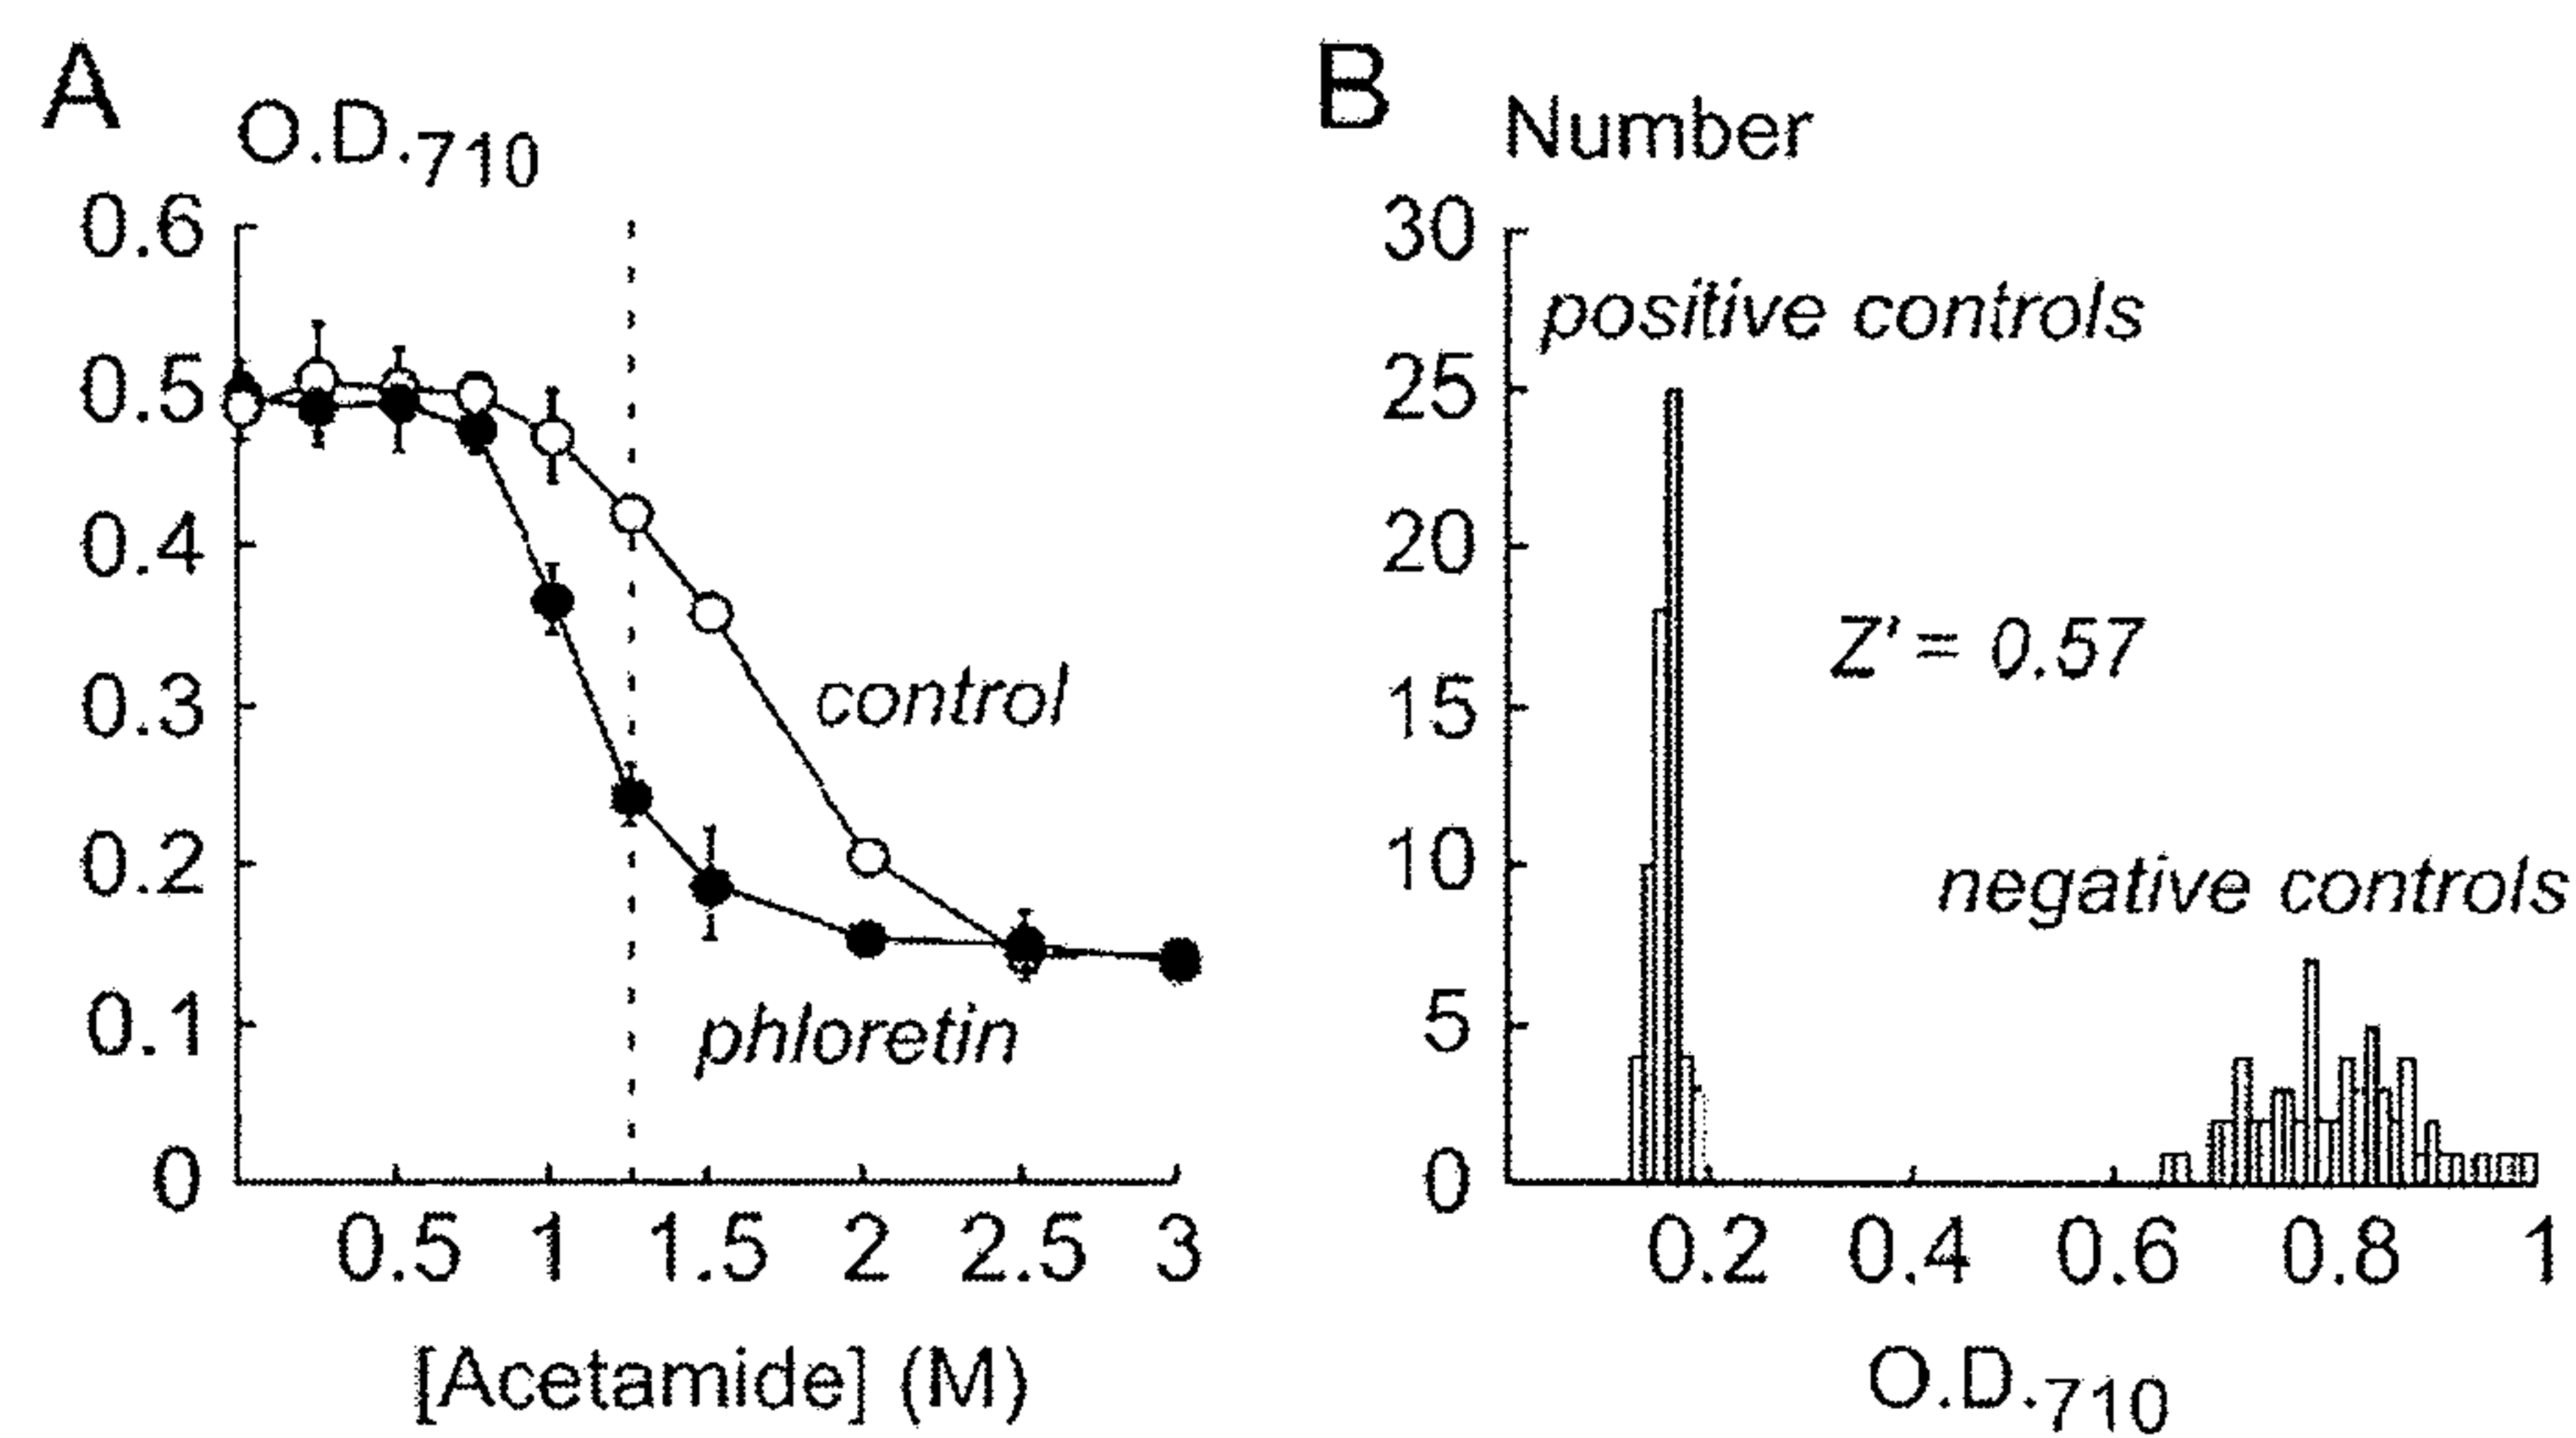 A
O.D.710
0.6
0.5
0.4
0.3
0.2
0.1
0
control
phloretin
0.5 1 1.5 2 2.5 3
[Acetamide] (M)
B
Number
30
25
20
15
10
5
0
positive controls
Z' = 0.57
negative controls
0.2 0.4 0.6 0.8 1
O.D.710